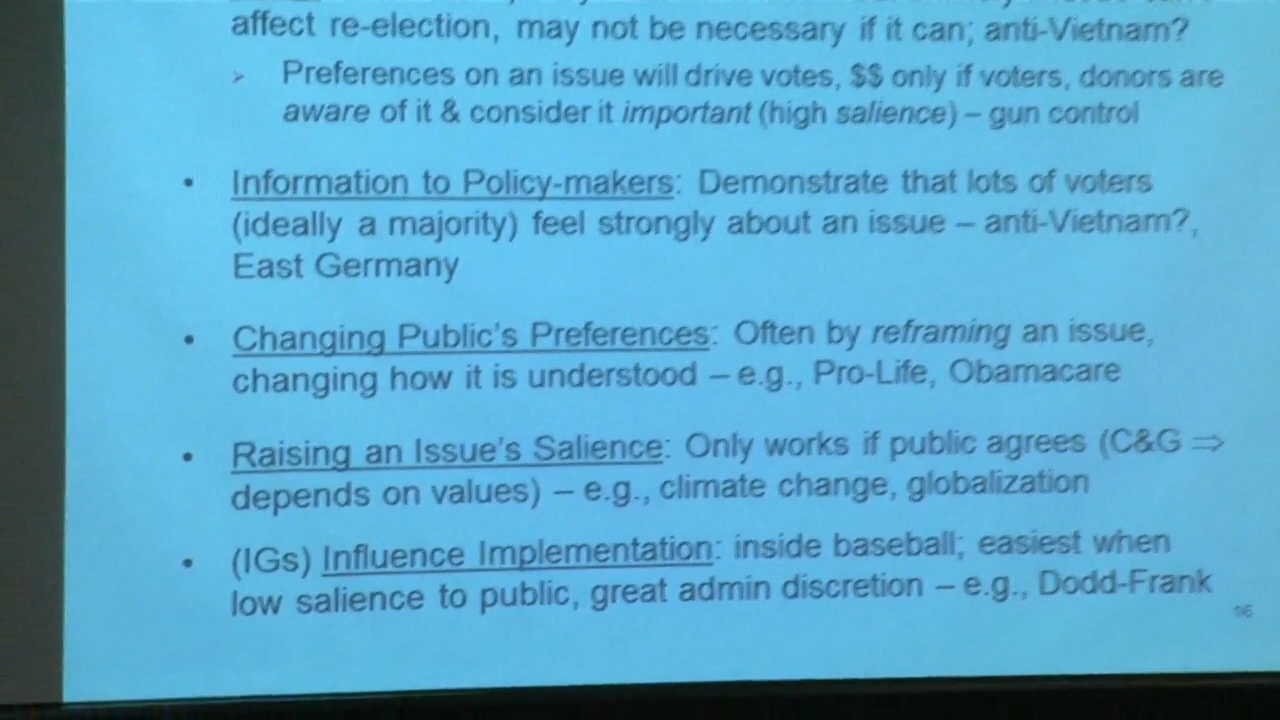 affect re-election, may not be necessary if it can; anti-Vietnam?
➢ Preferences on an issue will drive votes, $$ only if voters, donors are
aware of it & consider it important (high salience) – gun control
• Information to Policy-makers: Demonstrate that lots of voters
(ideally a majority) feel strongly about an issue – anti-Vietnam?,
East Germany
• Changing Public's Preferences: Often by reframing an issue,
changing how it is understood – e.g., Pro-Life, Obamacare
• Raising an Issue's Salience: Only works if public agrees (C&G ⇒
depends on values) – e.g., climate change, globalization
• (IGs) Influence Implementation: inside baseball; easiest when
low salience to public, great admin discretion – e.g., Dodd-Frank